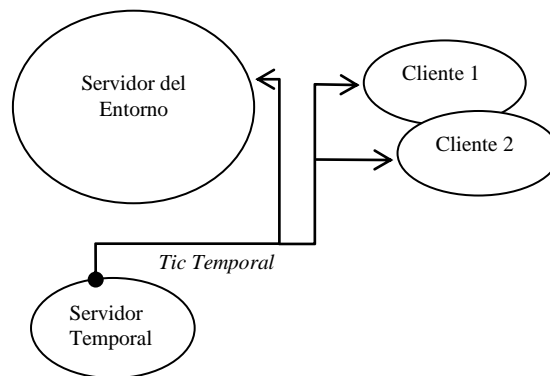 Servidor del
Entorno
Cliente 1
Cliente 2
Tic Temporal
Servidor
Temporal